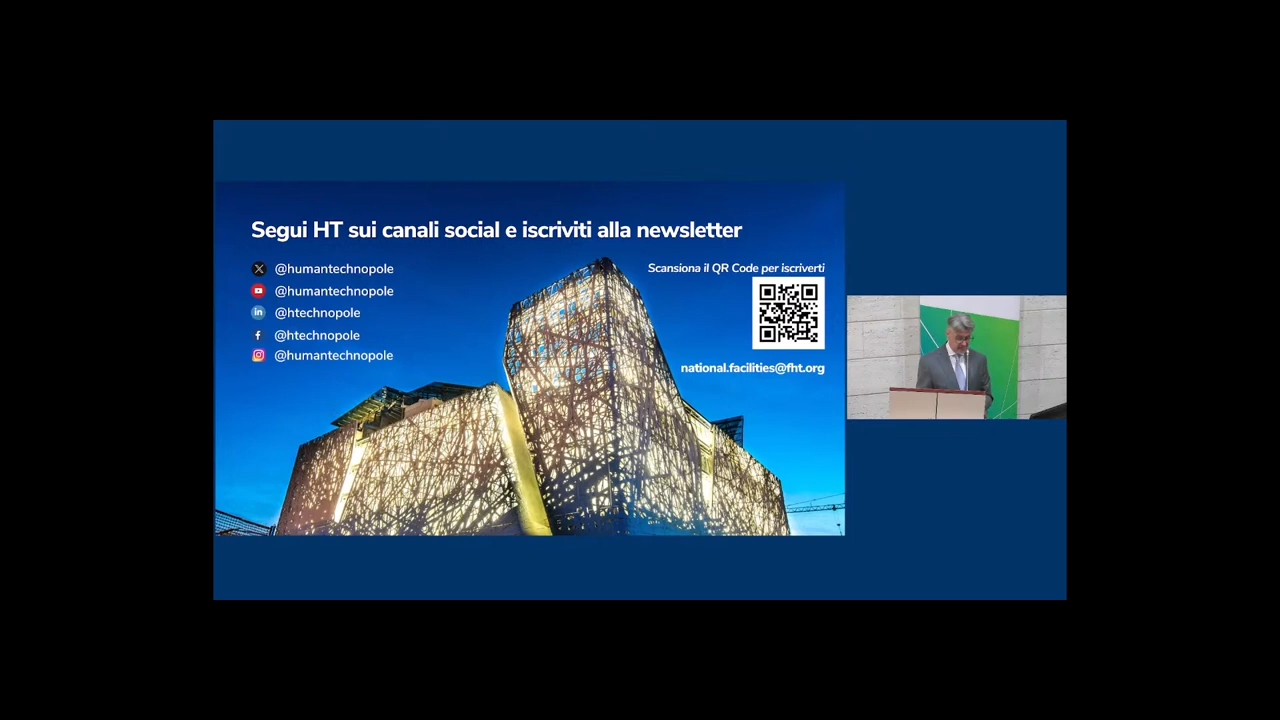 Segui HT sui canali social e iscriviti alla newsletter
@humantechnopole
@humantechnopole
@htechnopole
@htechnopole
@humantechnopole
Scansiona il QR Code per iscriverti
national.facilities@fht.org